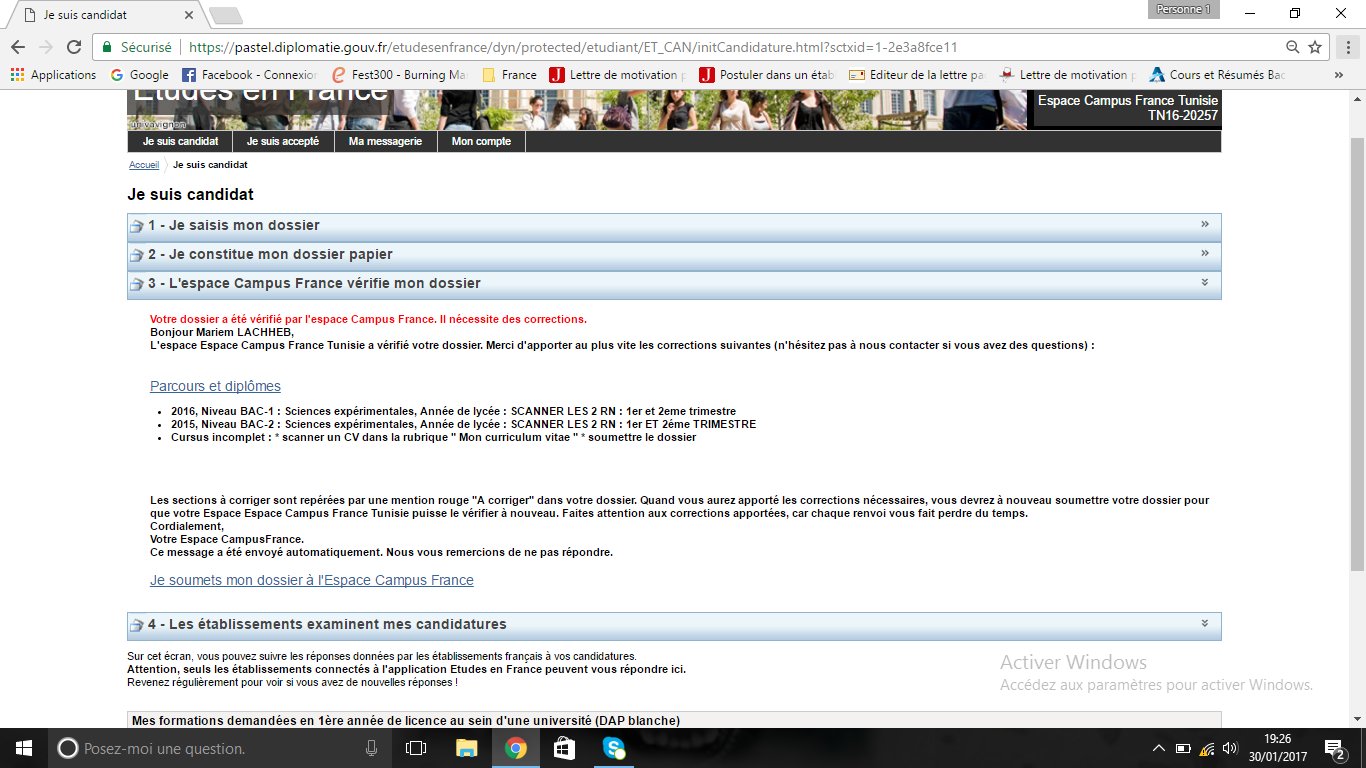 Je suis candidat
Personne 1
Sécurisé | https://pastel.diplomatie.gouv.fr/etudesenfrance/dyn/protected/etudiant/ET_CAN/initCandidature.html?sctxid=1-2e3a8fce11
Applications Google Facebook - Connexion Fest300 - Burning Ma France Lettre de motivation Postuler dans un étab Editeur de la lettre pa Lettre de motivation Cours et Résumés Bac »
Etudes en France
univavignon
Espace Campus France Tunisie
TN16-20257
Je suis candidat Je suis accepté Ma messagerie Mon compte
Accueil Je suis candidat
Je suis candidat
1 - Je saisis mon dossier
2 - Je constitue mon dossier papier
3 - L'espace Campus France vérifie mon dossier
Votre dossier a été vérifié par l'espace Campus France. Il nécessite des corrections.
Bonjour Mariem LACHHEB,
L'espace Espace Campus France Tunisie a vérifié votre dossier. Merci d'apporter au plus vite les corrections suivantes (n'hésitez pas à nous contacter si vous avez des questions) :
Parcours et diplômes
• 2016, Niveau BAC-1 : Sciences expérimentales, Année de lycée : SCANNER LES 2 RN : 1er et 2eme trimestre
• 2015, Niveau BAC-2 : Sciences expérimentales, Année de lycée : SCANNER LES 2 RN : 1er ET 2éme TRIMESTRE
• Cursus incomplet : * scanner un CV dans la rubrique " Mon curriculum vitae " * soumettre le dossier
Les sections à corriger sont repérées par une mention rouge "A corriger" dans votre dossier. Quand vous aurez apporté les corrections nécessaires, vous devrez à nouveau soumettre votre dossier pour
que votre Espace Espace Campus France Tunisie puisse le vérifier à nouveau. Faites attention aux corrections apportées, car chaque renvoi vous fait perdre du temps.
Cordialement,
Votre Espace CampusFrance.
Ce message a été envoyé automatiquement. Nous vous remercions de ne pas répondre.
Je soumets mon dossier à l'Espace Campus France
4 - Les établissements examinent mes candidatures
Sur cet écran, vous pouvez suivre les réponses données par les établissements français à vos candidatures.
Attention, seuls les établissements connectés à l'application Etudes en France peuvent vous répondre ici.
Revenez régulièrement pour voir si vous avez de nouvelles réponses !
Activer Windows
Accédez aux paramètres pour activer Windows.
Mes formations demandées en 1ère année de licence au sein d'une université (DAP blanche)
Posez-moi une question.
19:26
30/01/2017
2